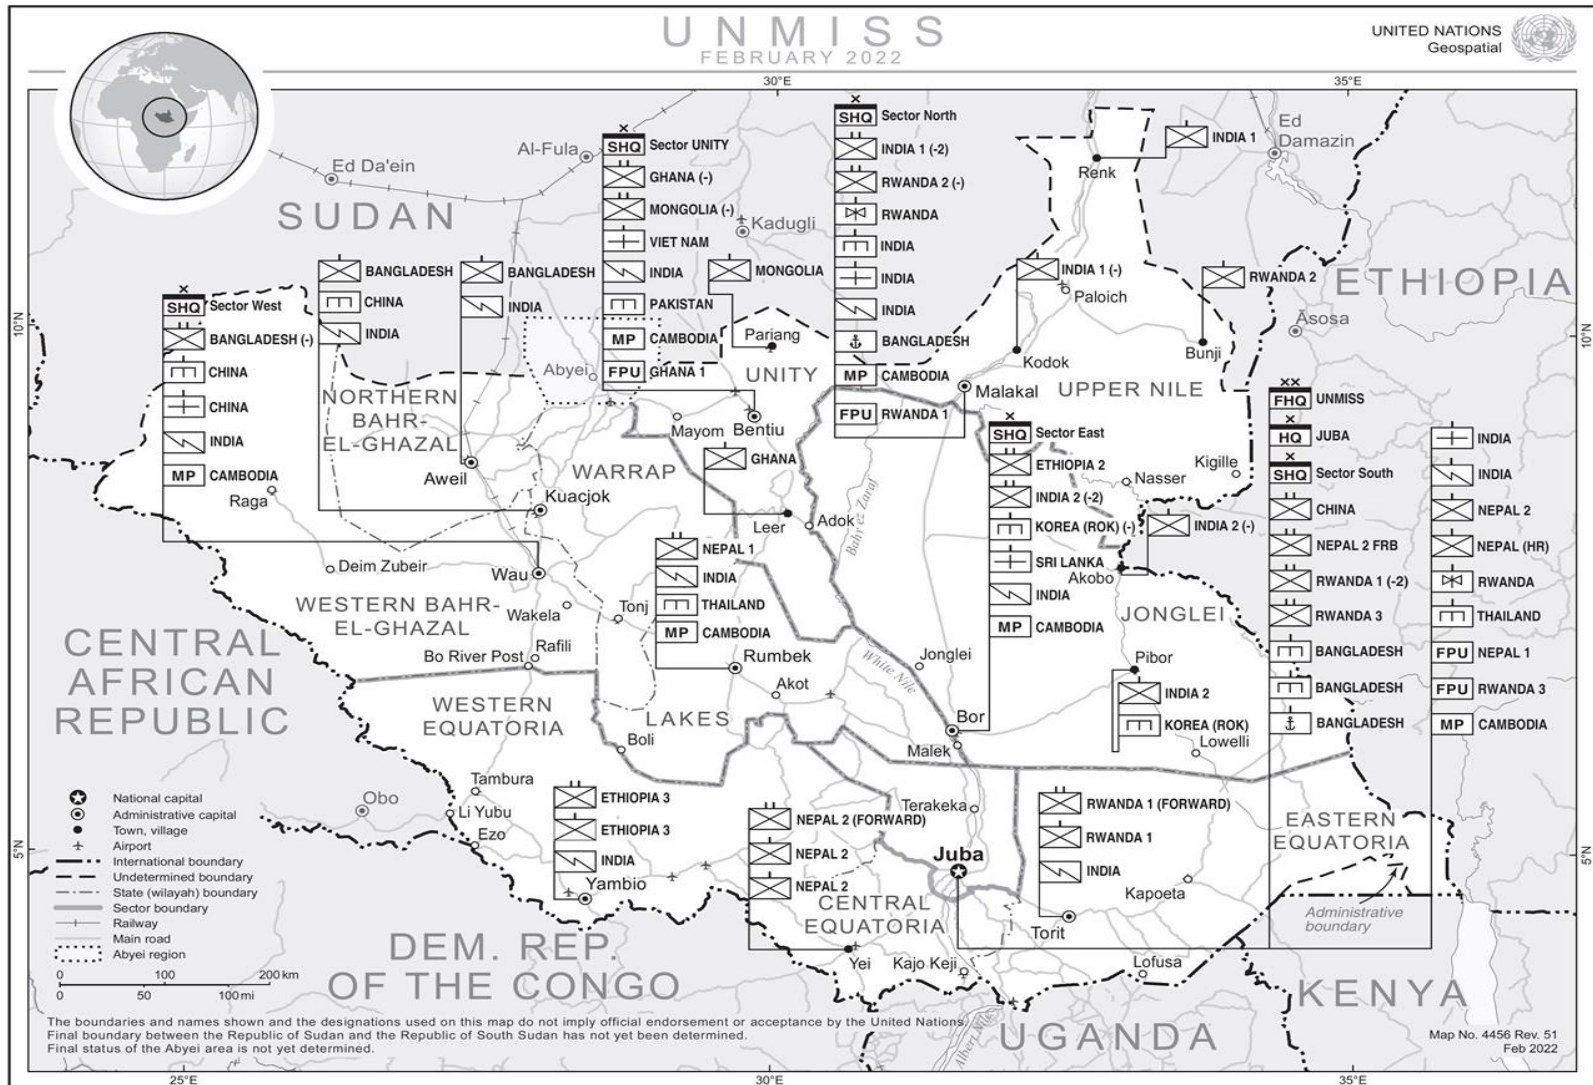 UNMISS
FEBRUARY 2022
UNITED NATIONS
Geospatial
30°E
35°E
SHQ Sector North
INDIA 1 (-2)
RWANDA 2 (-)
RWANDA
INDIA
INDIA
INDIA
BANGLADESH
MP CAMBODIA
FPU RWANDA 1
SHQ Sector UNITY
GHANA (-)
MONGOLIA (-)
VIET NAM
INDIA
PAKISTAN
MP CAMBODIA
FPU GHANA 1
INDIA 1
Ed
Damazin
Renk
Al-Fula
Ed Da'ein
SUDAN
Kadugli
MONGOLIA
BANGLADESH
CHINA
INDIA
BANGLADESH
INDIA
SHQ Sector West
BANGLADESH (-)
CHINA
CHINA
INDIA
MP CAMBODIA
INDIA 1 (-)
Paloich
RWANDA 2
ETHIOPIA
Āsosa
10°N
10°N
Pariang
UNITY
Abyei
Kodok
Bunji
Malakal
UPPER NILE
NORTHERN
BAHR-
EL-GHAZAL
Mayom
Bentiu
WARRAP
GHANA
Aweil
Kuacjok
Raga
Leer
Adok
Bahr ez Zaraf
Nasser
Kigille
SHQ Sector East
ETHIOPIA 2
INDIA 2 (-2)
KOREA (ROK) (-)
SRI LANKA
INDIA
MP CAMBODIA
INDIA 2 (-)
Akobo
FHQ UNMISS
HQ JUBA
SHQ Sector South
CHINA
NEPAL 2 FRB
RWANDA 1 (-2)
RWANDA 3
BANGLADESH
BANGLADESH
BANGLADESH
INDIA
INDIA
NEPAL 2
NEPAL (HR)
RWANDA
THAILAND
FPU NEPAL 1
FPU RWANDA 3
MP CAMBODIA
Deim Zubeir
Wau
WESTERN BAHR-
EL-GHAZAL
Wakela
Tonj
Rafili
Bo River Post
NEPAL 1
INDIA
THAILAND
MP CAMBODIA
Rumbek
Akot
JONGLEI
Jonglei
White Nile
Pibor
INDIA 2
KOREA (ROK)
Lowelli
CENTRAL
AFRICAN
REPUBLIC
WESTERN
EQUATORIA
LAKES
Boli
Bor
Malek
Tambura
Obo
Li Yubu
Ezo
ETHIOPIA 3
ETHIOPIA 3
INDIA
Yambio
NEPAL 2 (FORWARD)
NEPAL 2
NEPAL 2
Terakeka
Juba
CENTRAL
EQUATORIA
RWANDA 1 (FORWARD)
RWANDA 1
INDIA
EASTERN
EQUATORIA
5°N
5°N
Kapoeta
Torit
Administrative
boundary
Yei
Kajo Keji
Lofusa
DEM. REP.
OF THE CONGO
KENYA
UGANDA
Albert Nile
National capital
Administrative capital
Town, village
Airport
International boundary
Undetermined boundary
State (wilayah) boundary
Sector boundary
Railway
Main road
Abyei region
0 100 200 km
0 50 100 mi
The boundaries and names shown and the designations used on this map do not imply official endorsement or acceptance by the United Nations.
Final boundary between the Republic of Sudan and the Republic of South Sudan has not yet been determined.
Final status of the Abyei area is not yet determined.
Map No. 4456 Rev. 51
Feb 2022
25°E
30°E
35°E